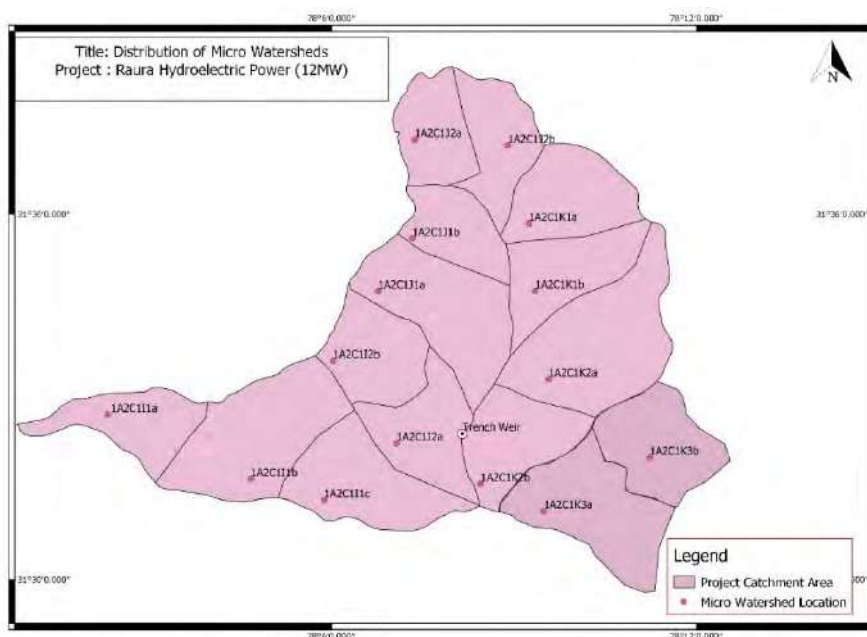 78°6'0.000"
78°12'0.000"
Title: Distribution of Micro Watersheds
Project : Raura Hydroelectric Power (12MW)
N
1A2C1J2a
1A2C1J2b
31°36'0.000"
31°36'0.000"
1A2C1K1a
1A2C1J1b
1A2C1J1a
1A2C1K1b
1A2C1I2b
1A2C1K2a
1A2C1I1a
Trench Weir
1A2C1I2a
1A2C1K3b
1A2C1I1b
1A2C1K2b
1A2C1I1c
1A2C1K3a
Legend
Project Catchment Area
Micro Watershed Location
31°30'0.000"
78°6'0.000"
78°12'0.000"